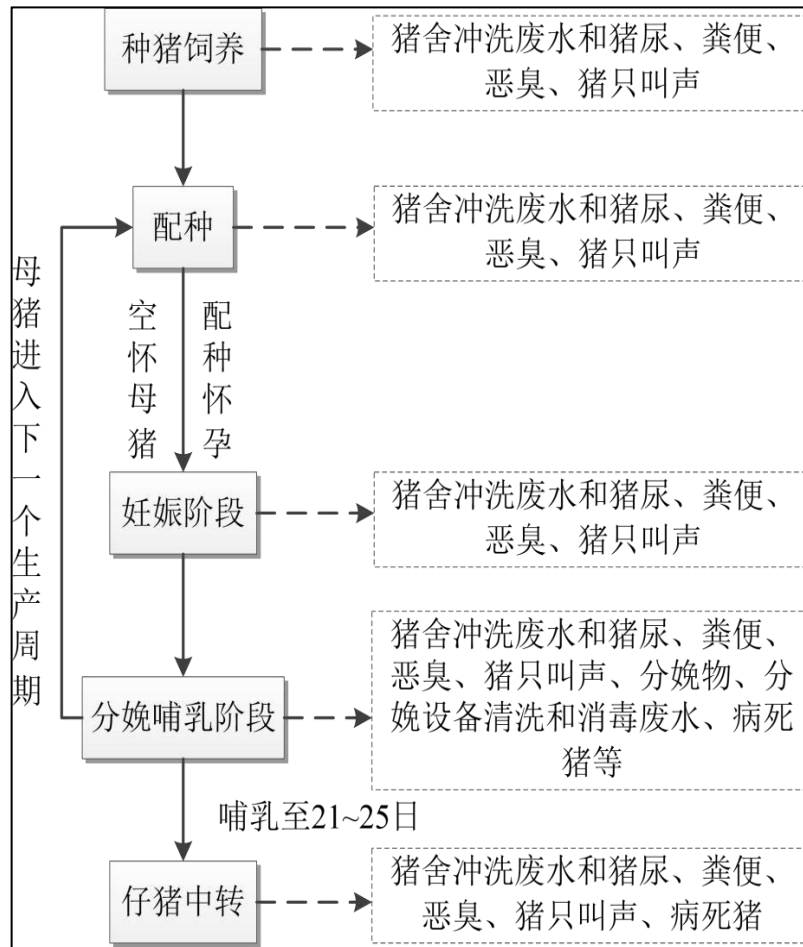 种猪饲养
猪舍冲洗废水和猪尿、粪便、
恶臭、猪只叫声
配种
猪舍冲洗废水和猪尿、粪便、
恶臭、猪只叫声
母猪进入下一个生产周期
空怀母猪
配种怀孕
妊娠阶段
猪舍冲洗废水和猪尿、粪便、
恶臭、猪只叫声
分娩哺乳阶段
猪舍冲洗废水和猪尿、粪便、
恶臭、猪只叫声、分娩物、分
娩设备清洗和消毒废水、病死
猪等
哺乳至21~25日
仔猪中转
猪舍冲洗废水和猪尿、粪便、
恶臭、猪只叫声、病死猪